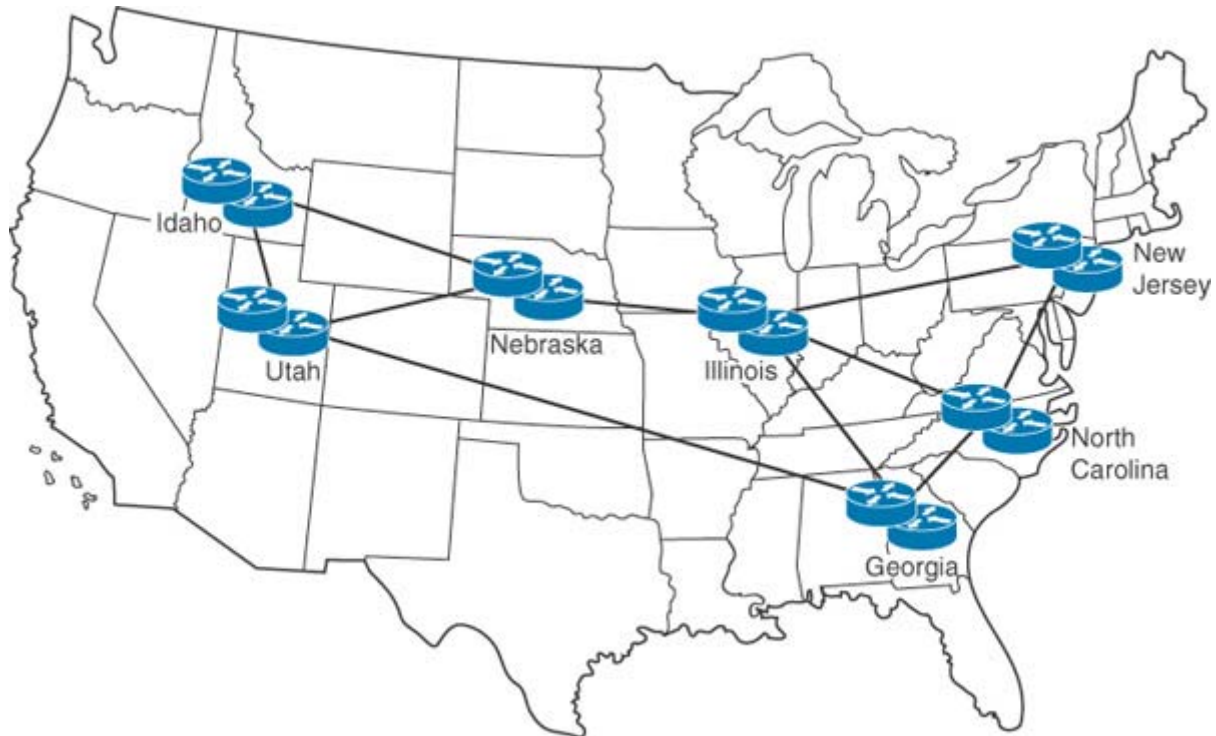 Idaho
New
Jersey
Nebraska
Illinois
Utah
North
Carolina
Georgia